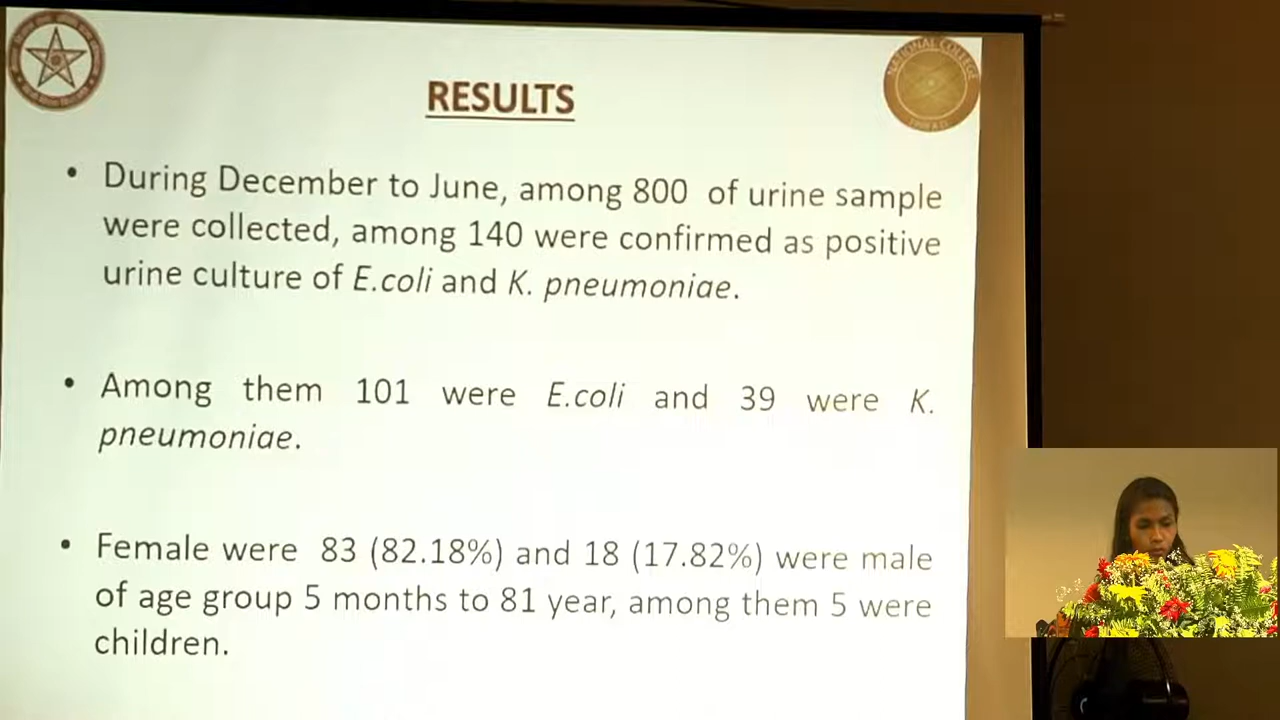 NATIONAL COLLEGE
RESULTS
• During December to June, among 800 of urine sample
were collected, among 140 were confirmed as positive
urine culture of E.coli and K. pneumoniae.
• Among them 101 were E.coli and 39 were K.
pneumoniae.
• Female were 83 (82.18%) and 18 (17.82%) were male
of age group 5 months to 81 year, among them 5 were
children.